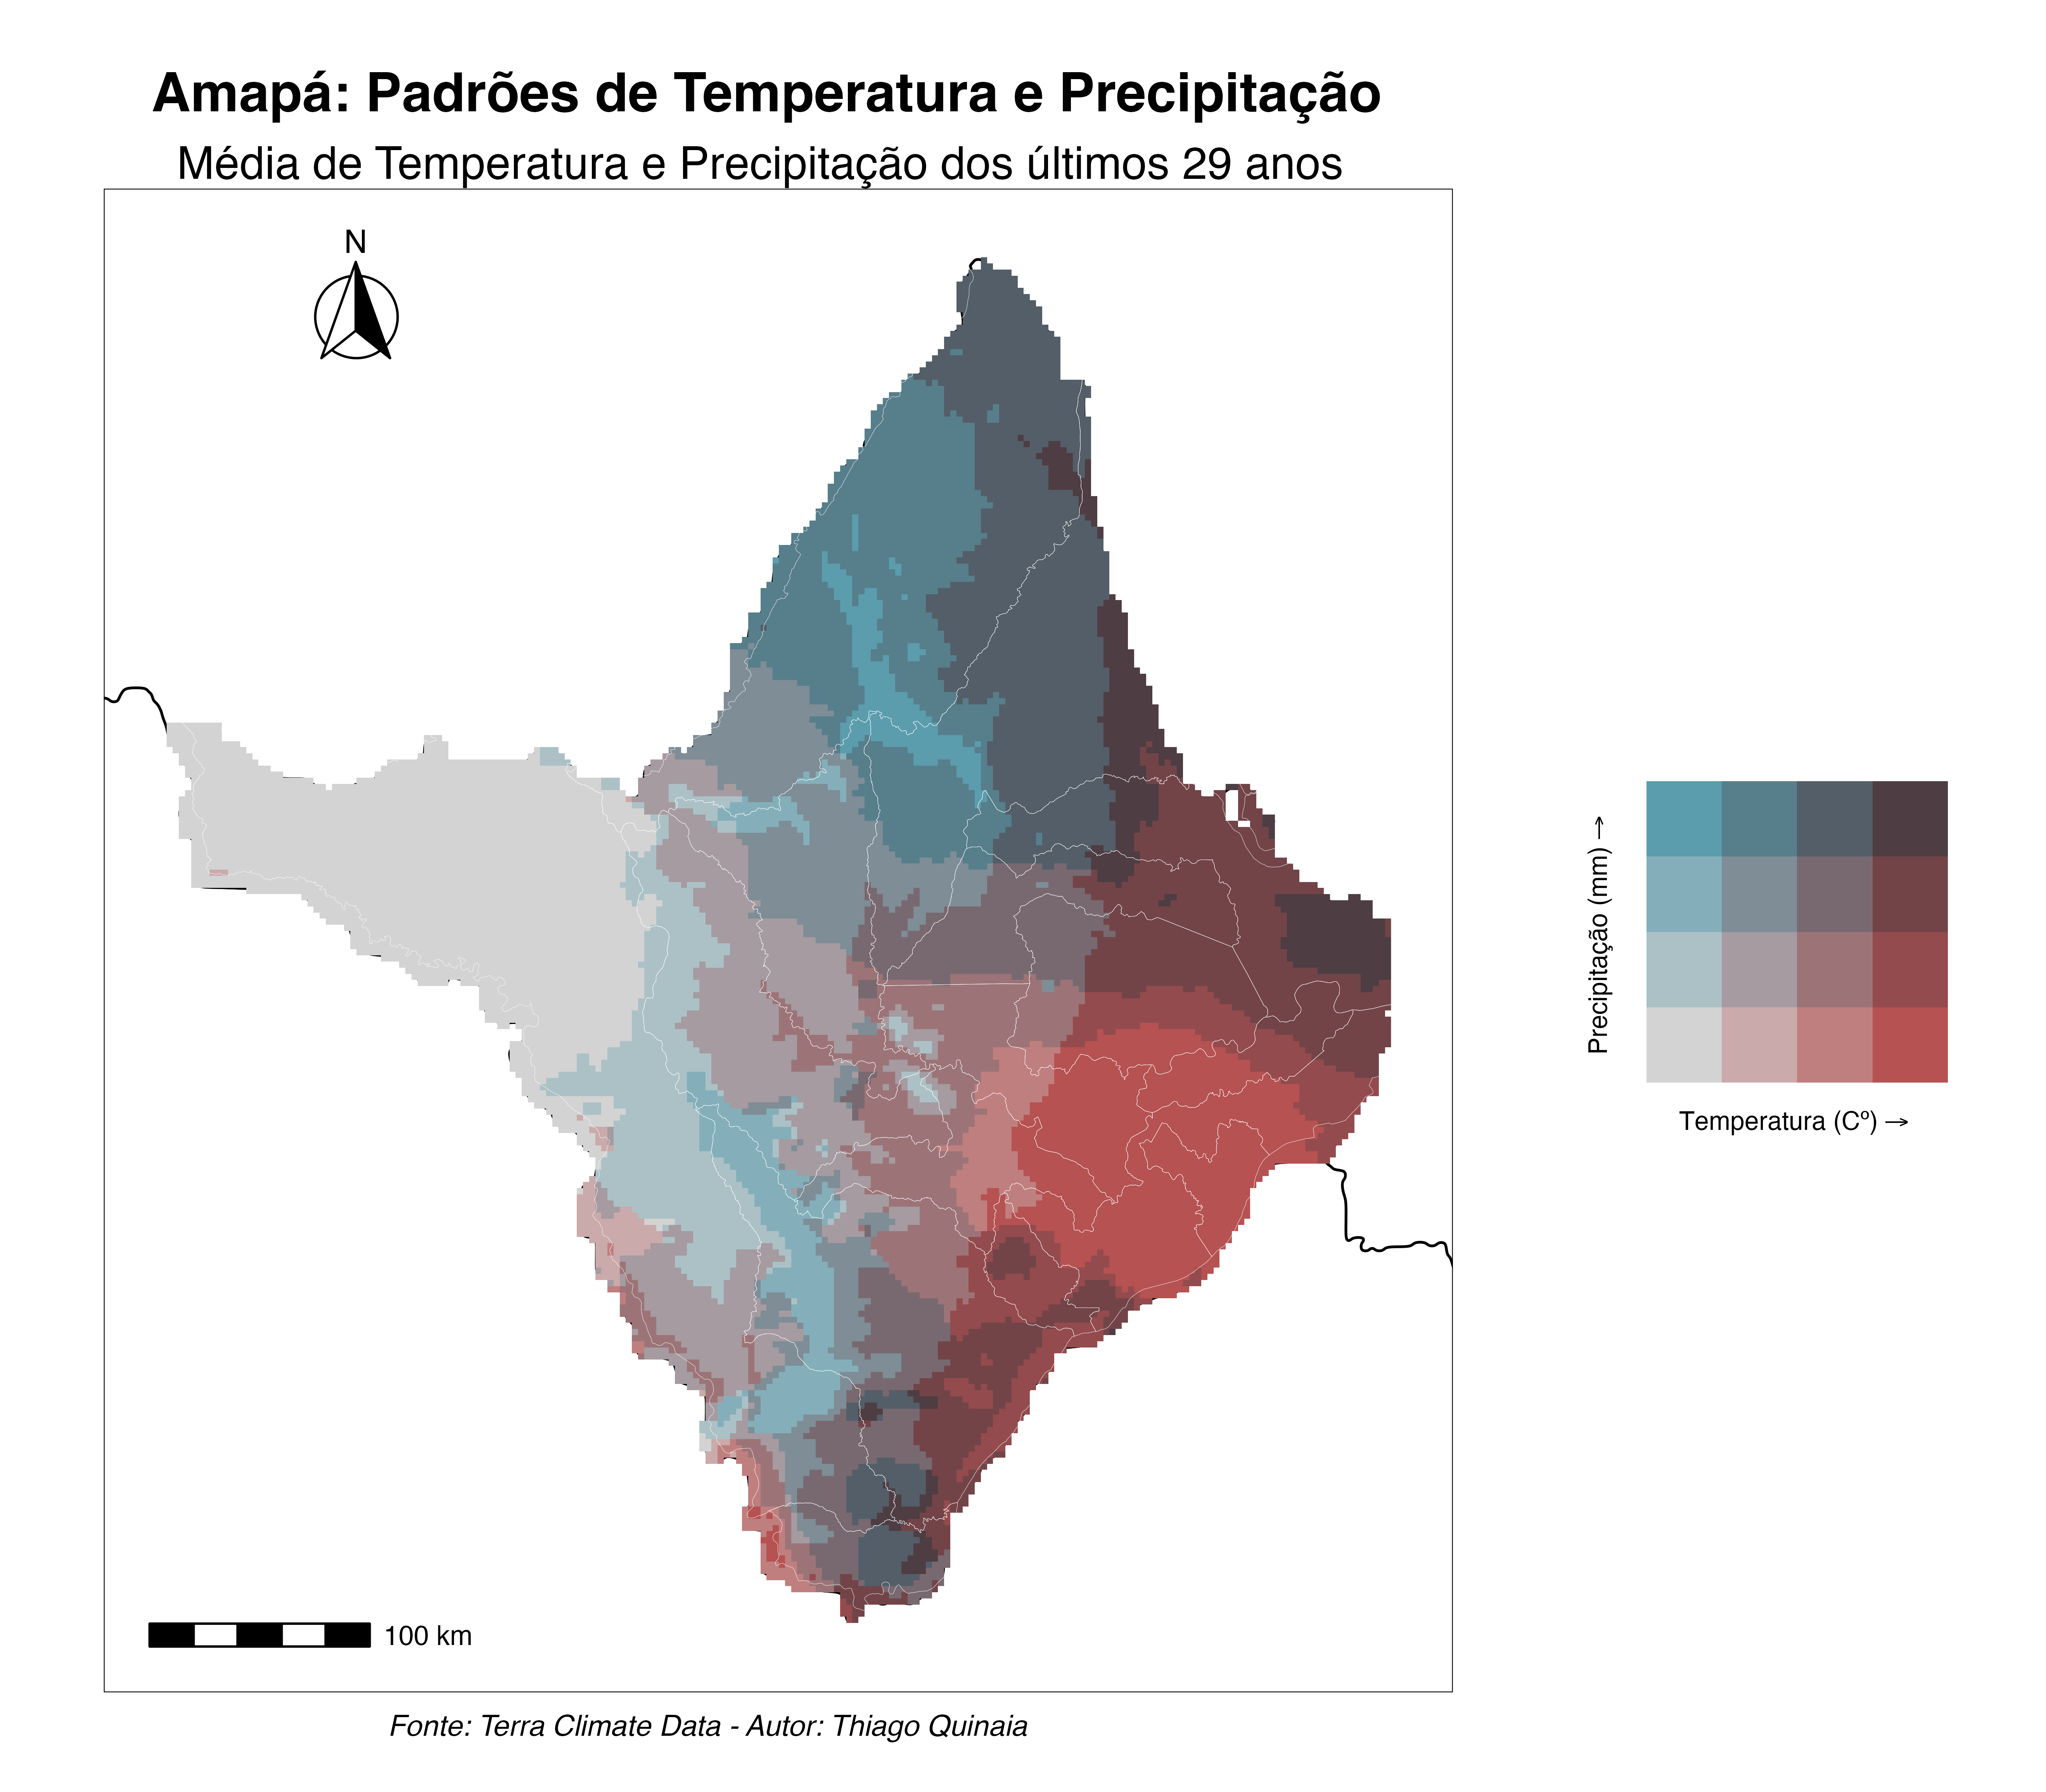 Amapá: Padrões de Temperatura e Precipitação
Média de Temperatura e Precipitação dos últimos 29 anos
N
Precipitação (mm) →
Temperatura (Cº) →
100 km
Fonte: Terra Climate Data - Autor: Thiago Quinaia